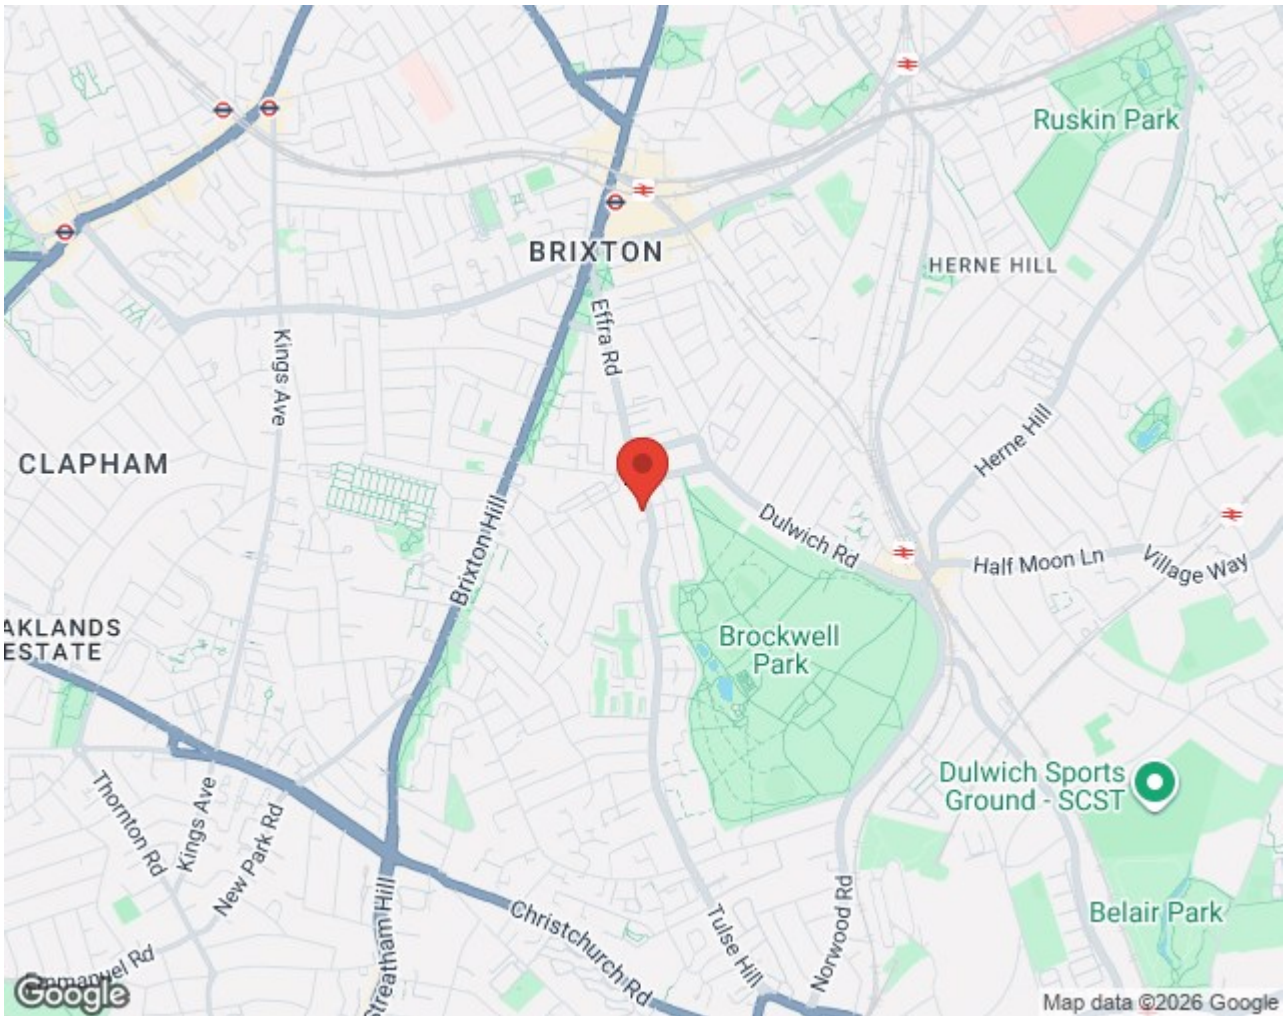 Ruskin Park
BRIXTON
HERNE HILL
Effra Rd
Kings Ave
Herne Hill
CLAPHAM
Dulwich Rd
Brixton Hill
Half Moon Ln
Village Way
AKLANDS
ESTATE
Brockwell
Park
Dulwich Sports
Ground - SCST
Thornton Rd
Kings Ave
New Park Rd
Streatham Hill
Christchurch Rd
Tulse Hill
Norwood Rd
Belair Park
mmanuel Rd
Google
Map data ©2026 Google